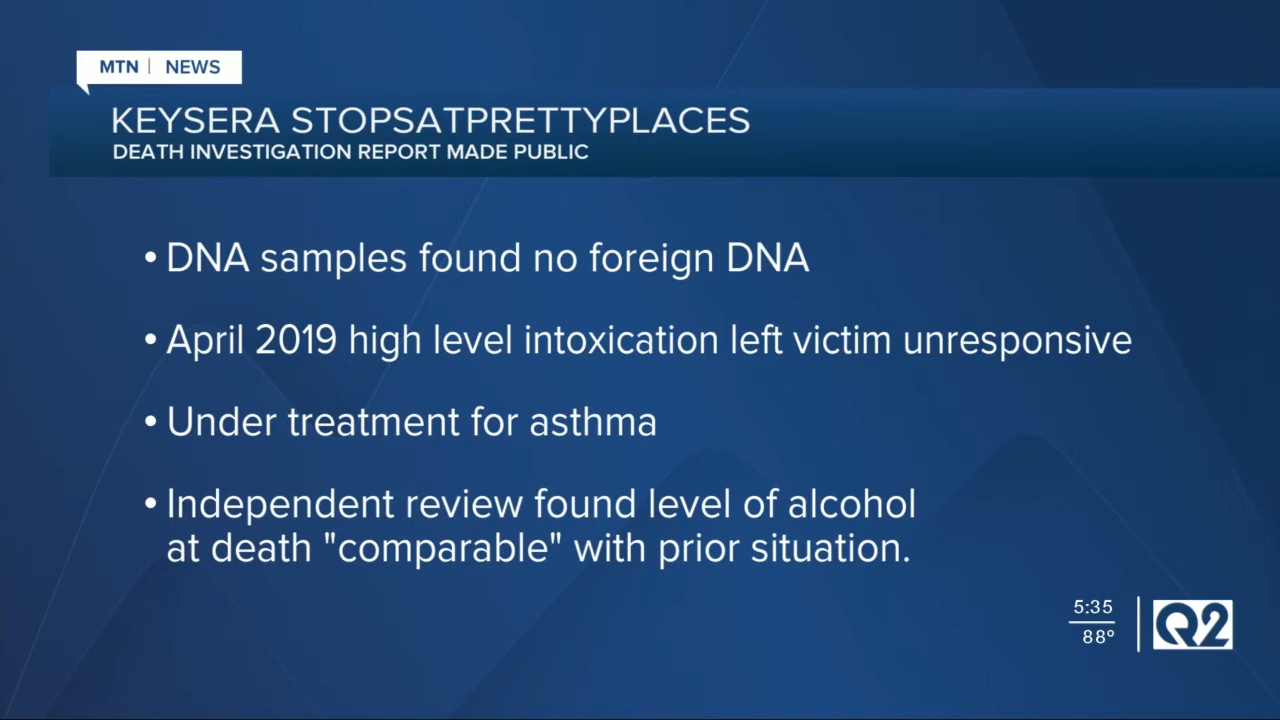 MTN | NEWS
KEYSERA STOPSATPRETTYPLACES
DEATH INVESTIGATION REPORT MADE PUBLIC
• DNA samples found no foreign DNA
• April 2019 high level intoxication left victim unresponsive
• Under treatment for asthma
• Independent review found level of alcohol
at death "comparable" with prior situation.
5:35
88°
Q2